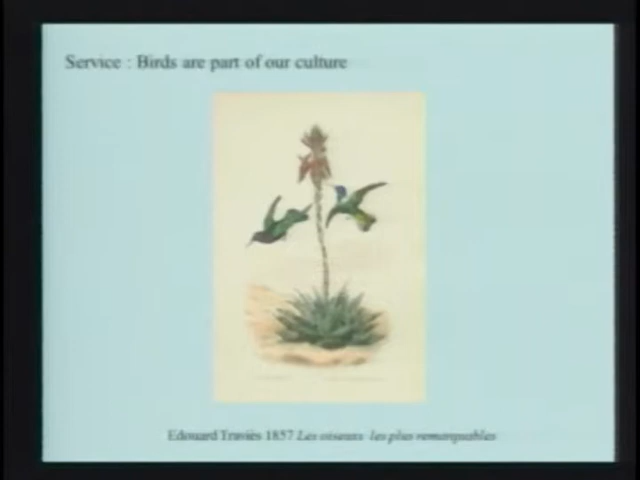 Service : Birds are part of our culture
Edouard Traviès 1857 Les oiseaux les plus remarquables